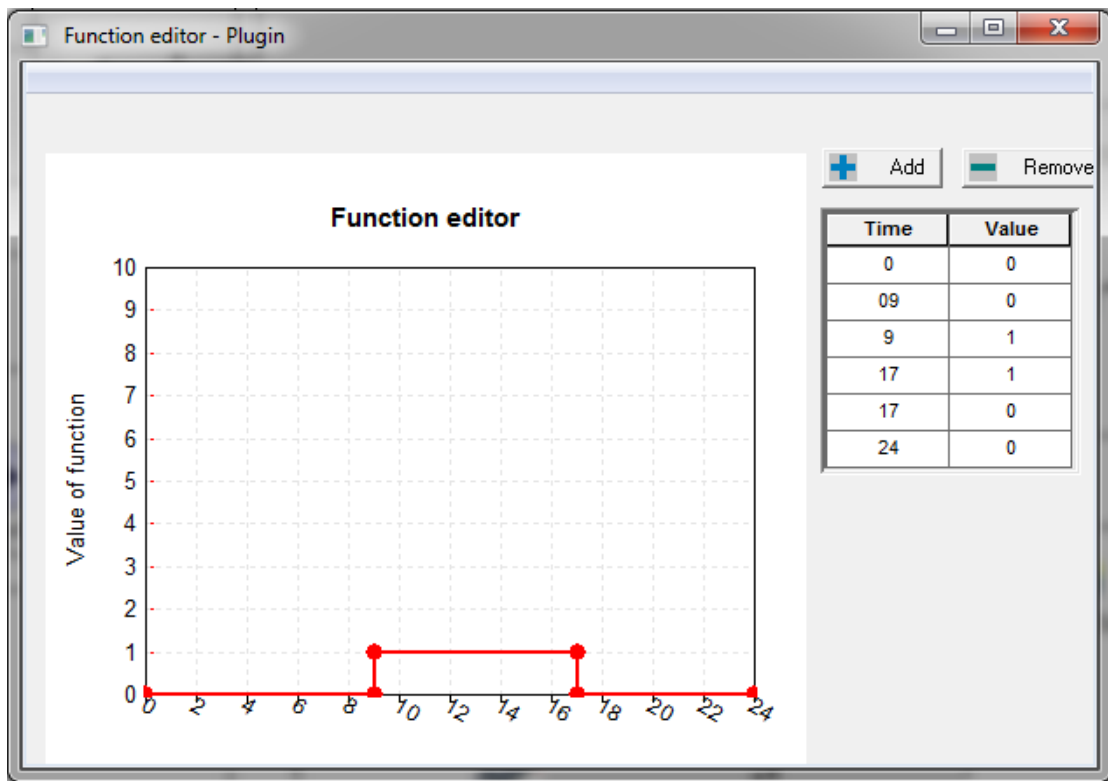 Function editor - Plugin
Add Remove
Function editor
Time Value
0 0
09 0
9 1
17 1
17 0
24 0
Value of function
10
9
8
7
6
5
4
3
2
1
0
0 2 4 6 8 10 12 14 16 18 20 22 24